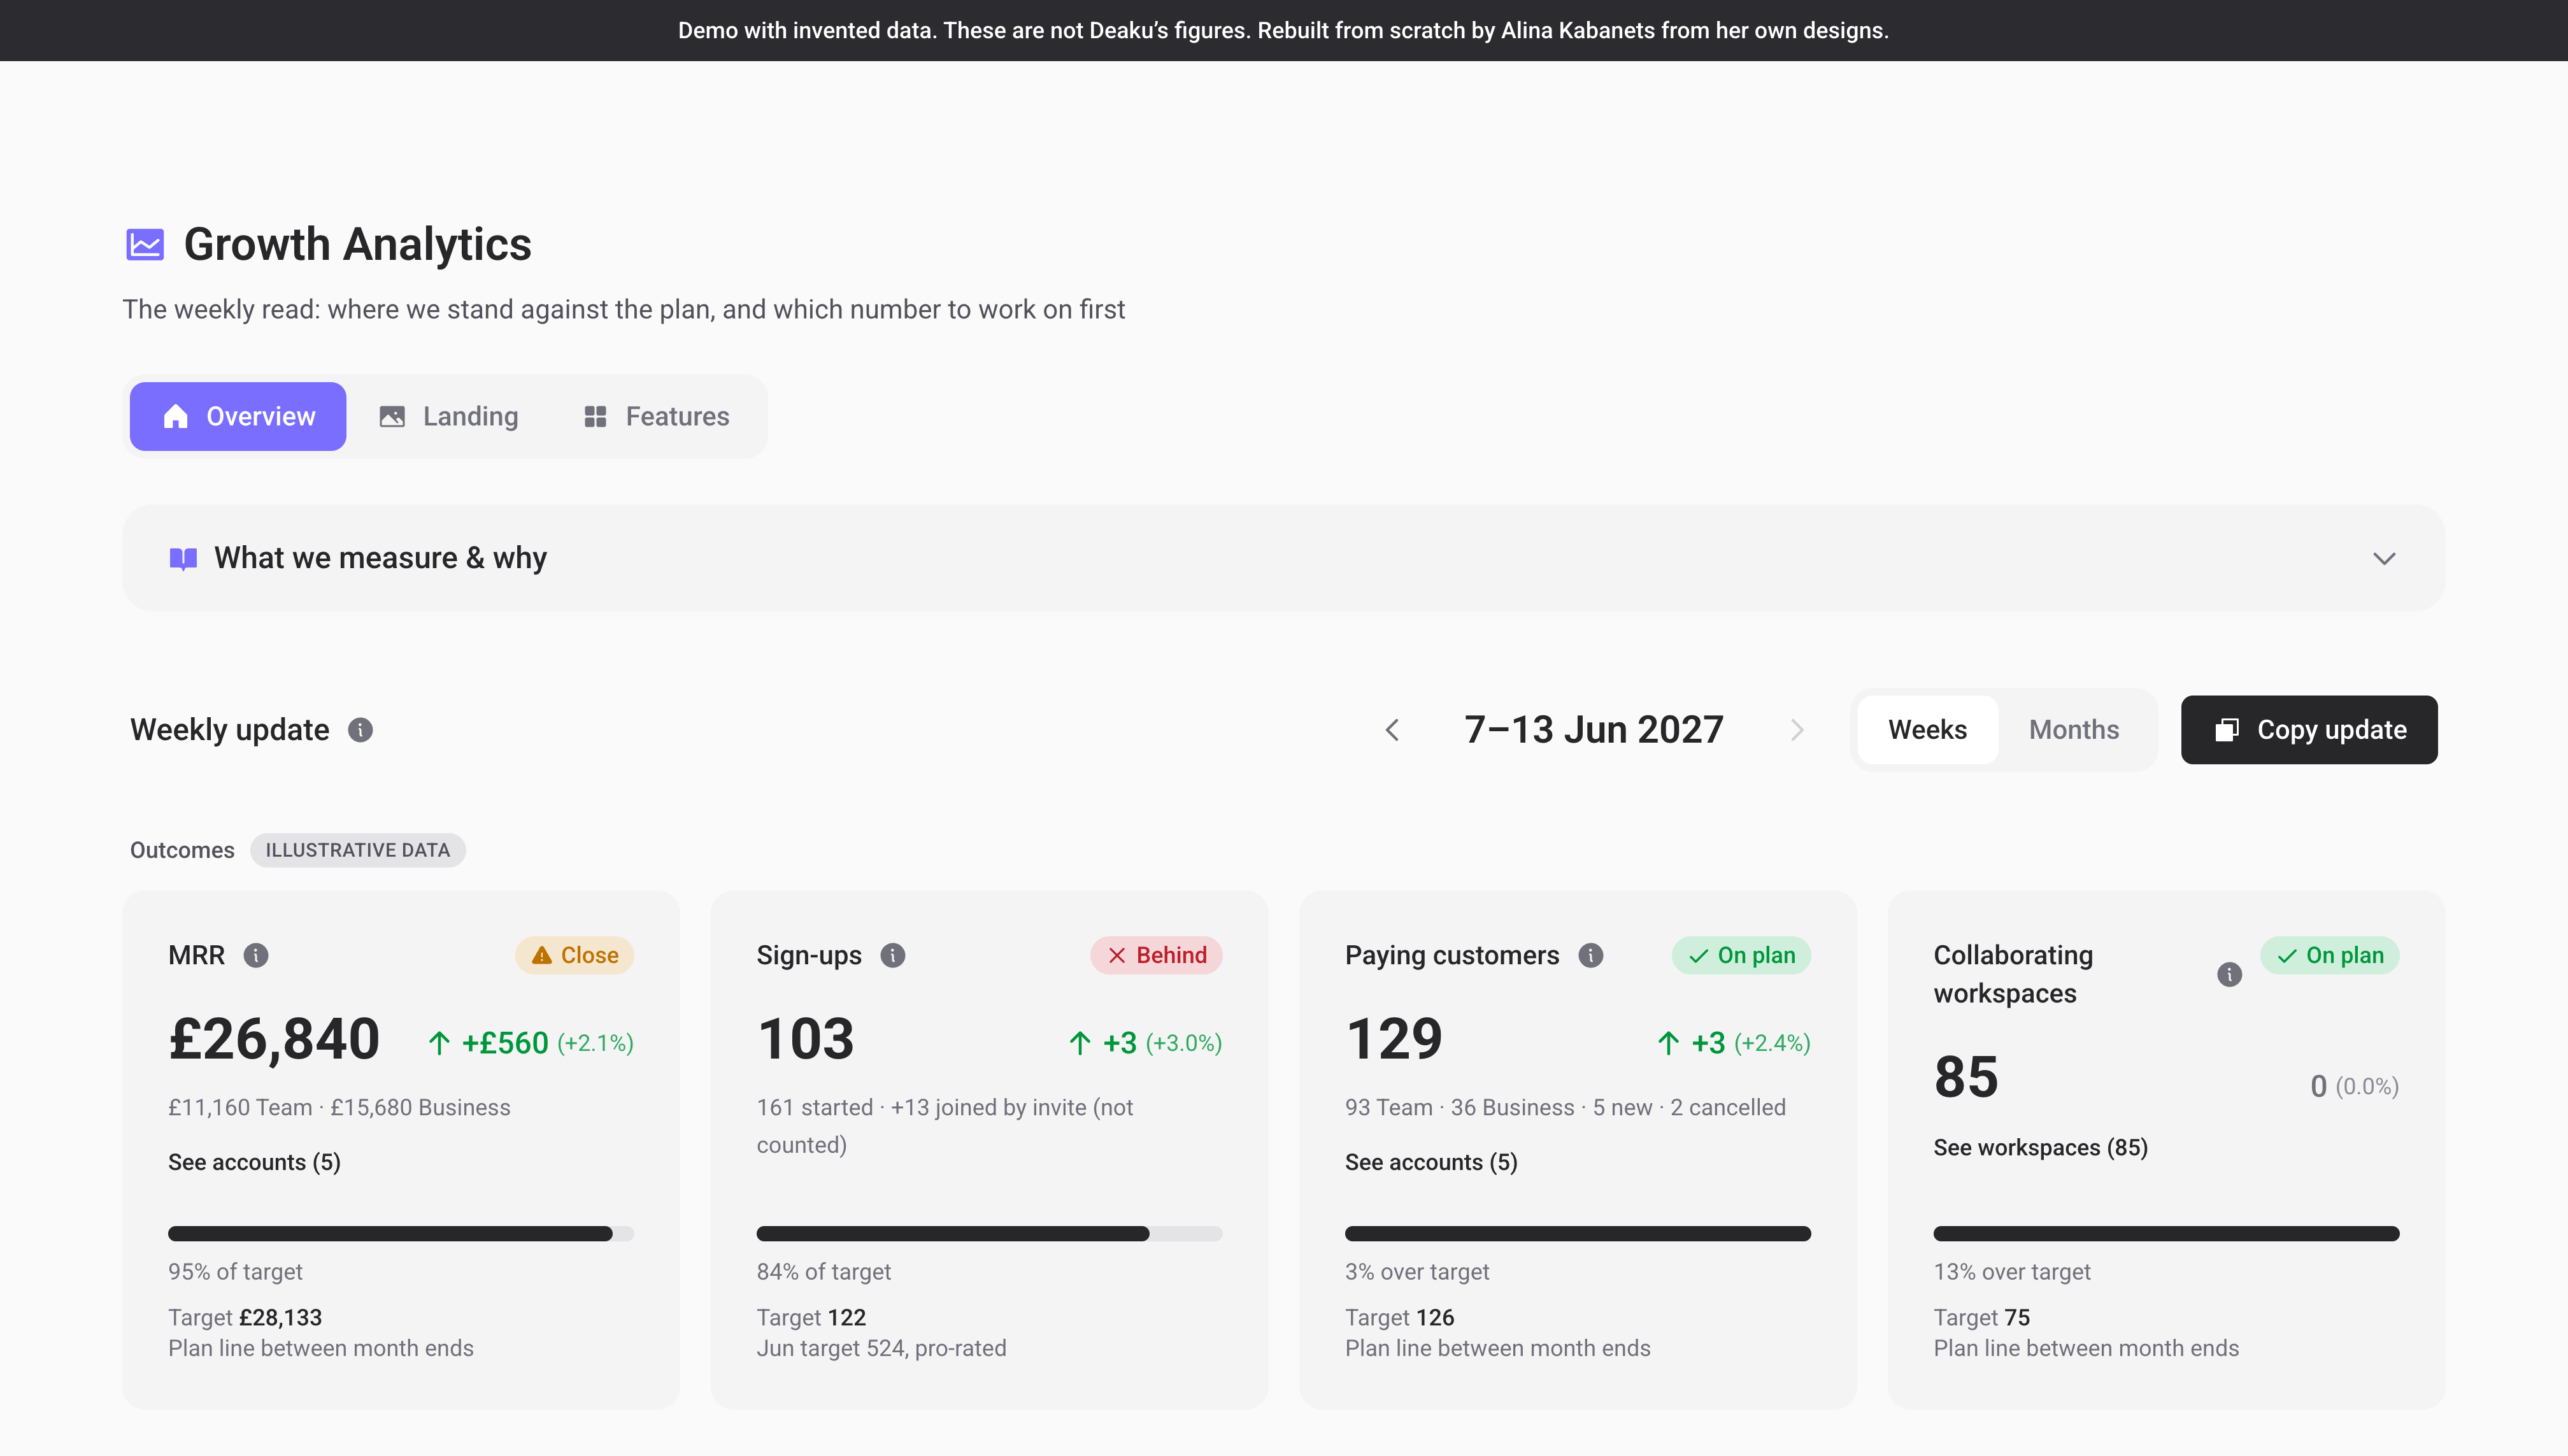 Demo with invented data. These are not Deaku’s figures. Rebuilt from scratch by Alina Kabanets from her own designs.
Growth Analytics
The weekly read: where we stand against the plan, and which number to work on first
Overview
Landing
Features
What we measure & why
Weekly update
7–13 Jun 2027
Weeks
Months
Copy update
Outcomes
ILLUSTRATIVE DATA
MRR
Close
£26,840
+£560 (+2.1%)
£11,160 Team · £15,680 Business
See accounts (5)
95% of target
Target £28,133
Plan line between month ends
Sign-ups
Behind
103
+3 (+3.0%)
161 started · +13 joined by invite (not
counted)
84% of target
Target 122
Jun target 524, pro-rated
Paying customers
On plan
129
+3 (+2.4%)
93 Team · 36 Business · 5 new · 2 cancelled
See accounts (5)
3% over target
Target 126
Plan line between month ends
Collaborating
workspaces
On plan
85
0 (0.0%)
See workspaces (85)
13% over target
Target 75
Plan line between month ends